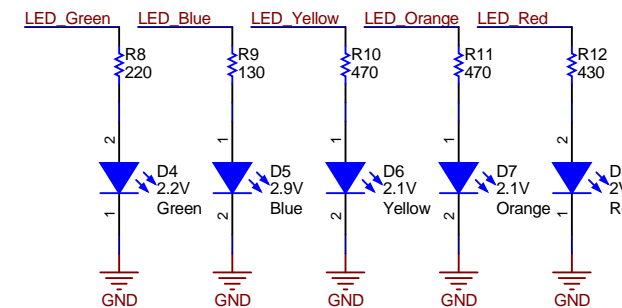 LED_Green LED_Blue LED_Yellow LED_Orange LED_Red
R8 R9 R10 R11 R12
220 130 470 470 430
2 1 1 1 2
D4 D5 D6 D7
2.2V 2.9V 2.1V 2.1V
Green Blue Yellow Orange
1 2 2 2 1
GND GND GND GND GND